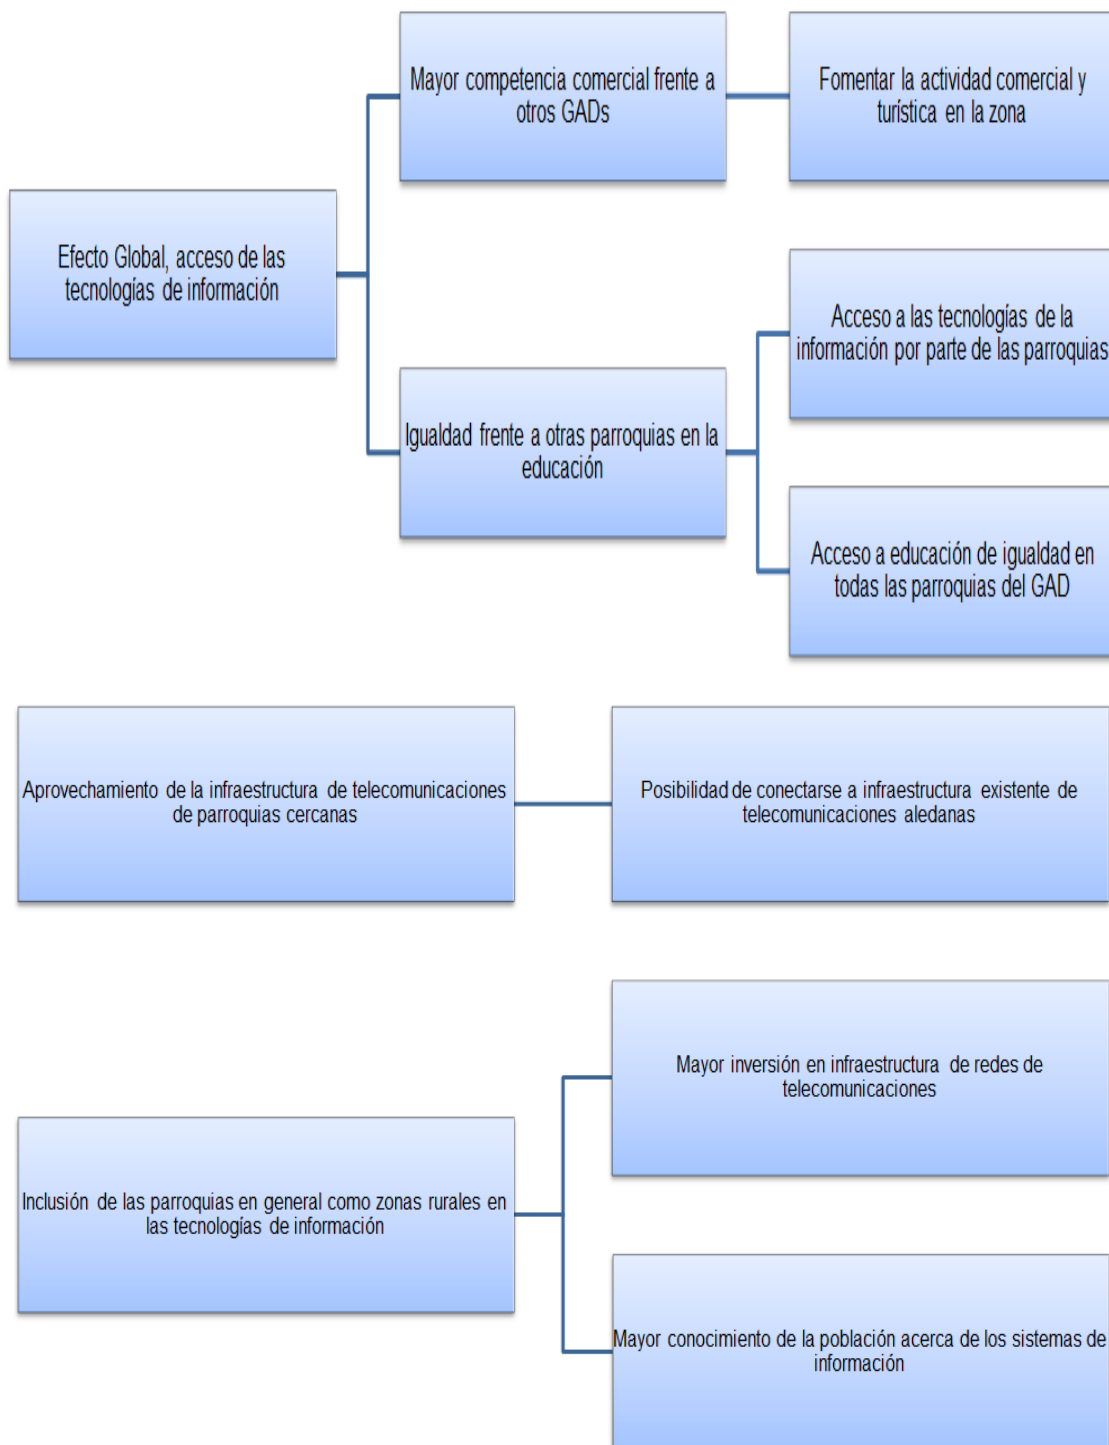 Mayor competencia comercial frente a
otros GADs
Fomentar la actividad comercial y
turística en la zona
Efecto Global, acceso de las
tecnologías de información
Acceso a las tecnologías de la
información por parte de las parroquias
Igualdad frente a otras parroquias en la
educación
Acceso a educación de igualdad en
todas las parroquias del GAD
Aprovechamiento de la infraestructura de telecomunicaciones
de parroquias cercanas
Posibilidad de conectarse a infraestructura existente de
telecomunicaciones aledanas
Mayor inversión en infraestructura de redes de
telecomunicaciones
Inclusión de las parroquias en general como zonas rurales en
las tecnologías de información
Mayor conocimiento de la población acerca de los sistemas de
información